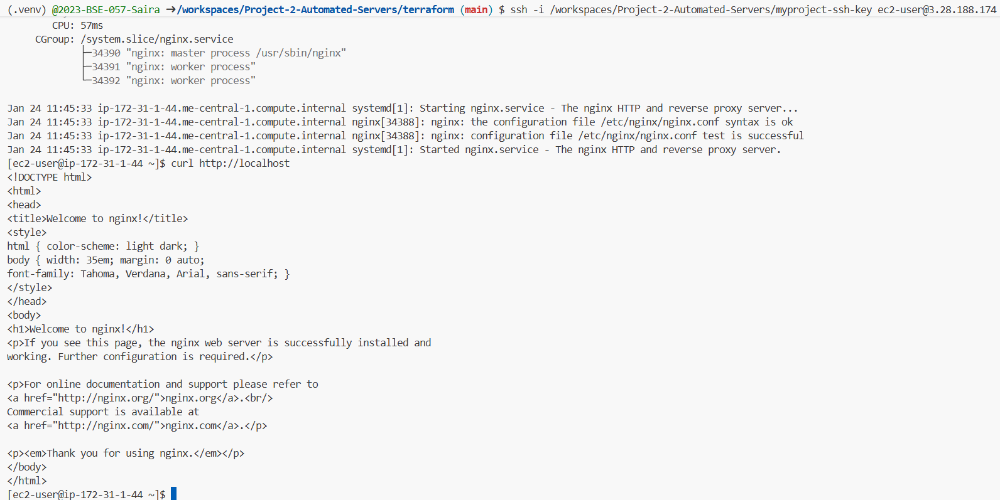 (.venv) @2023-BSE-057-Saira →/workspaces/Project-2-Automated-Servers/terraform (main) $ ssh -i /workspaces/Project-2-Automated-Servers/myproject-ssh-key ec2-user@3.28.188.174
CPU: 57ms
CGroup: /system.slice/nginx.service
├─34390 "nginx: master process /usr/sbin/nginx"
├─34391 "nginx: worker process"
└─34392 "nginx: worker process"
Jan 24 11:45:33 ip-172-31-1-44.me-central-1.compute.internal systemd[1]: Starting nginx.service - The nginx HTTP and reverse proxy server...
Jan 24 11:45:33 ip-172-31-1-44.me-central-1.compute.internal nginx[34388]: nginx: the configuration file /etc/nginx/nginx.conf syntax is ok
Jan 24 11:45:33 ip-172-31-1-44.me-central-1.compute.internal nginx[34388]: nginx: configuration file /etc/nginx/nginx.conf test is successful
Jan 24 11:45:33 ip-172-31-1-44.me-central-1.compute.internal systemd[1]: Started nginx.service - The nginx HTTP and reverse proxy server.
[ec2-user@ip-172-31-1-44 ~]$ curl http://localhost
<!DOCTYPE html>
<html>
<head>
<title>Welcome to nginx!</title>
<style>
html { color-scheme: light dark; }
body { width: 35em; margin: 0 auto;
font-family: Tahoma, Verdana, Arial, sans-serif; }
</style>
</head>
<body>
<h1>Welcome to nginx!</h1>
<p>If you see this page, the nginx web server is successfully installed and
working. Further configuration is required.</p>
<p>For online documentation and support please refer to
<a href="http://nginx.org/">nginx.org</a>.<br/>
Commercial support is available at
<a href="http://nginx.com/">nginx.com</a>.</p>
<p><em>Thank you for using nginx.</em></p>
</body>
</html>
[ec2-user@ip-172-31-1-44 ~]$